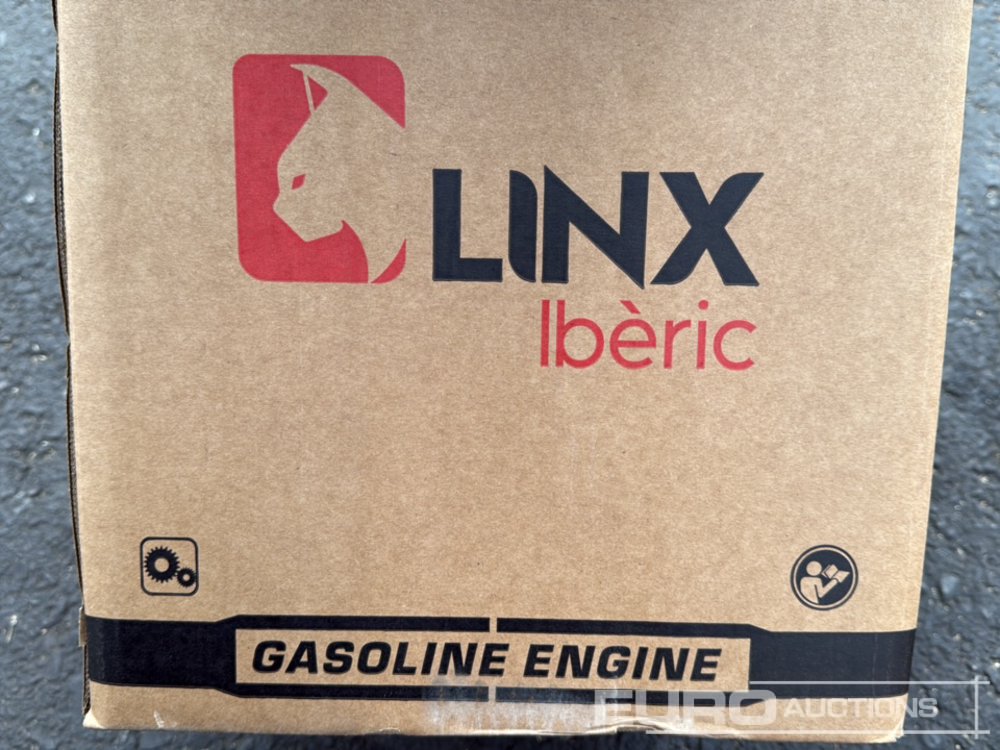 LINX
Ibèric
GASOLINE ENGINE
EURO
AUCTIONS